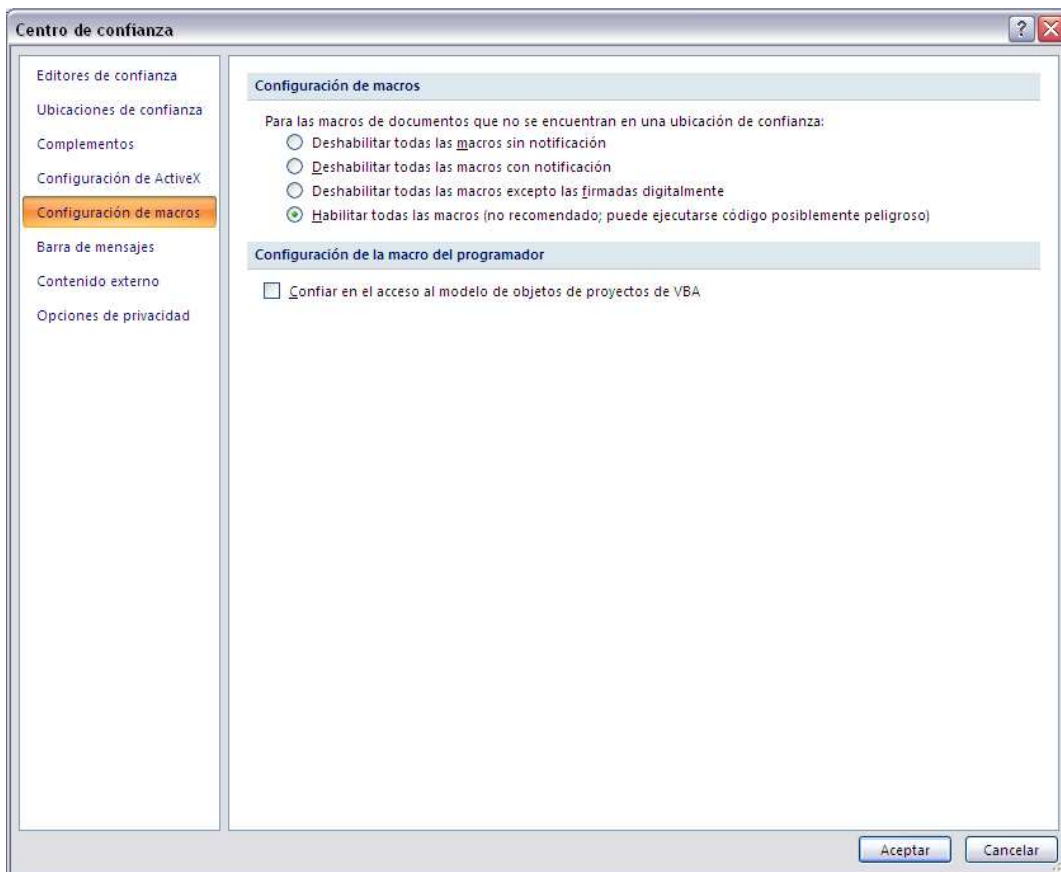 Centro de confianza
Editores de confianza
Ubicaciones de confianza
Complementos
Configuración de ActiveX
Configuración de macros
Barra de mensajes
Contenido externo
Opciones de privacidad
Configuración de macros
Para las macros de documentos que no se encuentran en una ubicación de confianza:
Deshabilitar todas las macros sin notificación
Deshabilitar todas las macros con notificación
Deshabilitar todas las macros excepto las firmadas digitalmente
Habilitar todas las macros (no recomendado; puede ejecutarse código posiblemente peligroso)
Configuración de la macro del programador
Confiar en el acceso al modelo de objetos de proyectos de VBA
Aceptar
Cancelar